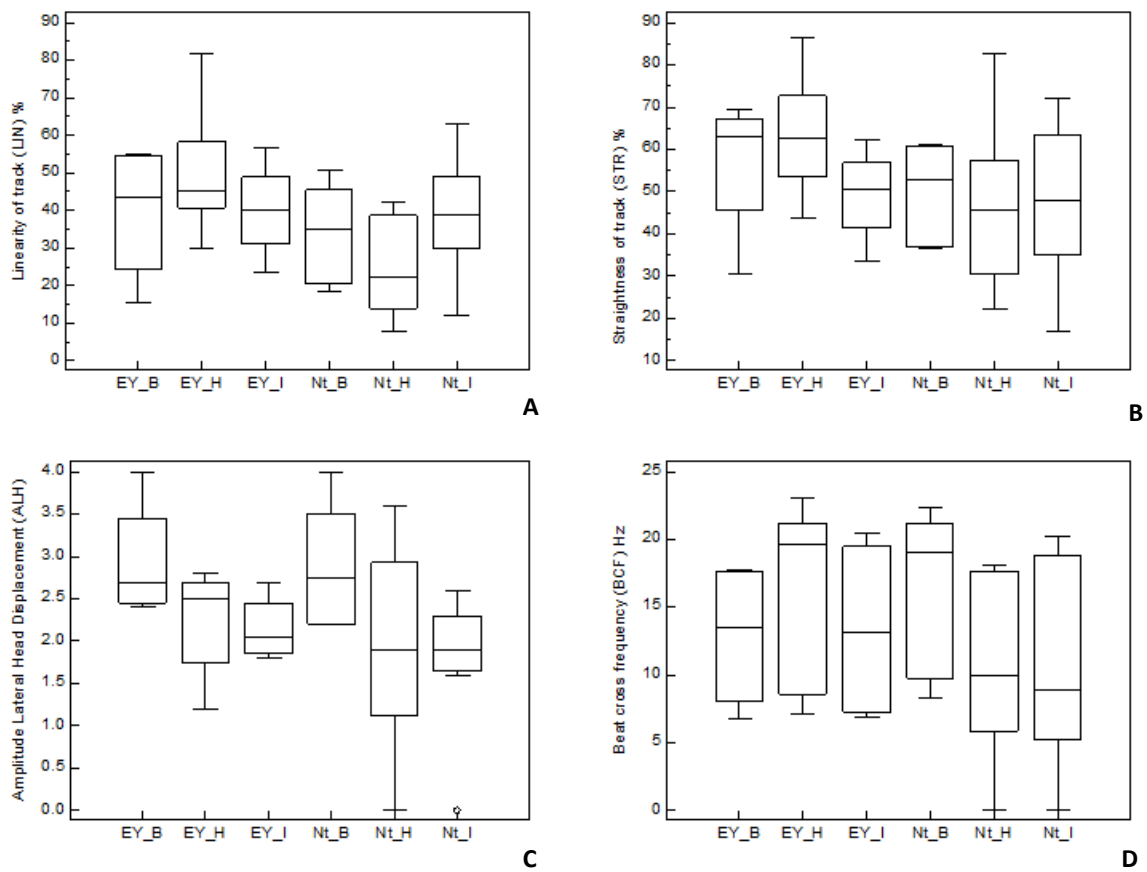 Linearity of track (LIN) %
90
80
70
60
50
40
30
20
10
0
EY_B EY_H EY_I Nt_B Nt_H Nt_I
A
Straightness of track (STR) %
90
80
70
60
50
40
30
20
10
EY_B EY_H EY_I Nt_B Nt_H Nt_I
B
Amplitude Lateral Head Displacement (ALH)
4.0
3.5
3.0
2.5
2.0
1.5
1.0
0.5
0.0
EY_B EY_H EY_I Nt_B Nt_H Nt_I
C
Beat cross frequency (BCF) Hz
25
20
15
10
5
0
EY_B EY_H EY_I Nt_B Nt_H Nt_I
D